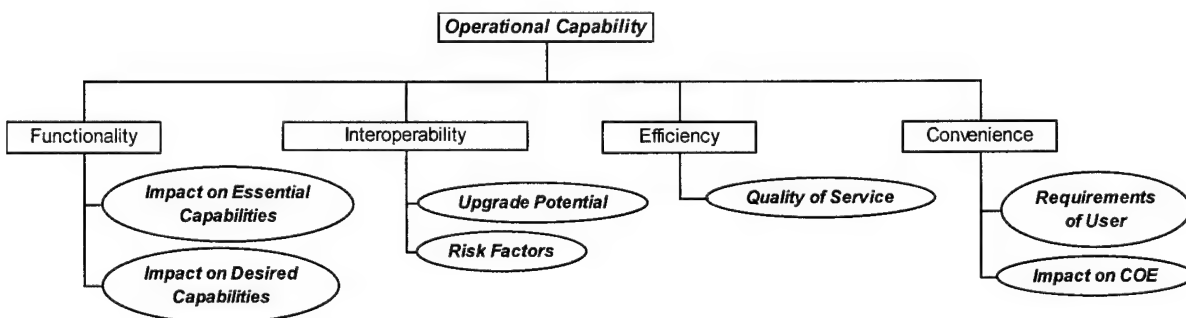 Operational Capability
Functionality
Interoperability
Efficiency
Convenience
Impact on Essential
Capabilities
Impact on Desired
Capabilities
Upgrade Potential
Risk Factors
Quality of Service
Requirements
of User
Impact on COE